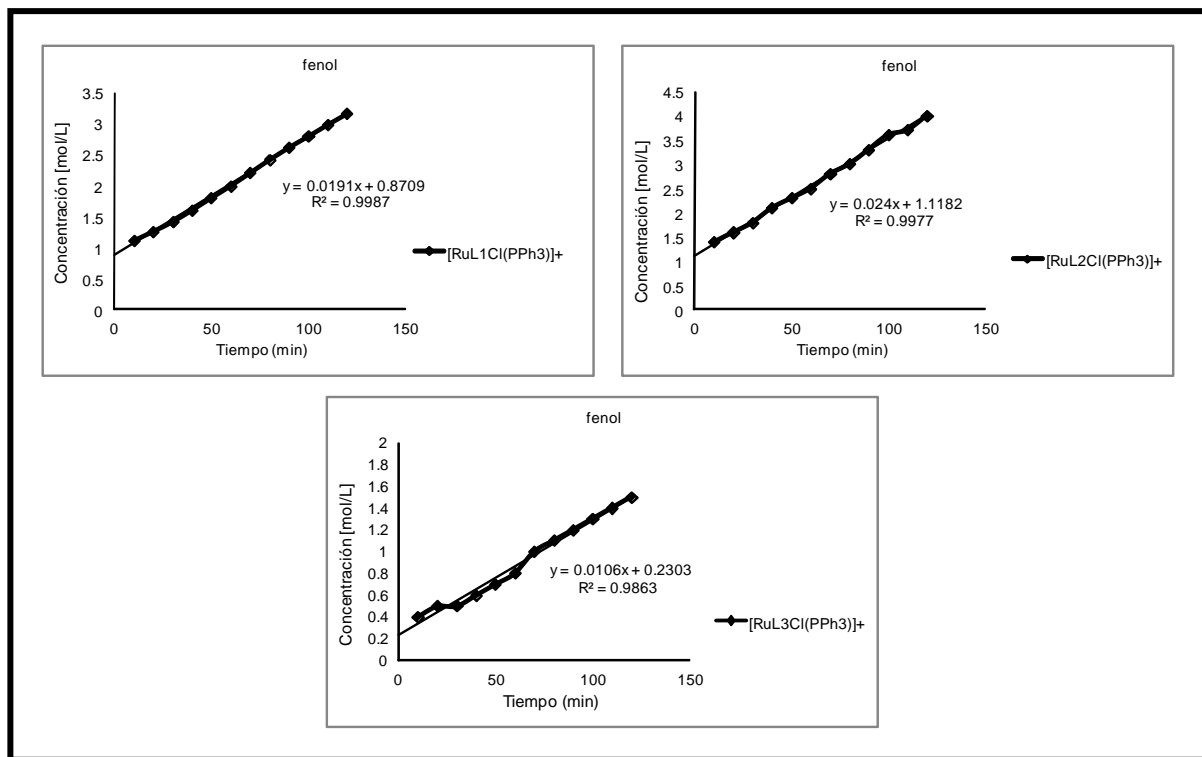 fenol
Concentración [mol/L]
3.5
3
2.5
2
1.5
1
0.5
0
y = 0.0191x + 0.8709
R² = 0.9987
[RuL1Cl(PPh3)]+
0 50 100 150
Tiempo (min)
fenol
Concentración [mol/L]
4.5
4
3.5
3
2.5
2
1.5
1
0.5
0
y = 0.024x + 1.1182
R² = 0.9977
[RuL2Cl(PPh3)]+
0 50 100 150
Tiempo (min)
fenol
Concentración [mol/L]
2
1.8
1.6
1.4
1.2
1
0.8
0.6
0.4
0.2
0
y = 0.0106x + 0.2303
R² = 0.9863
[RuL3Cl(PPh3)]+
0 50 100 150
Tiempo (min)